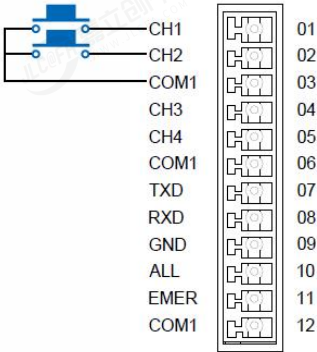 CH1 01
CH2 02
COM1 03
CH3 04
CH4 05
COM1 06
TXD 07
RXD 08
GND 09
ALL 10
EMER 11
COM1 12